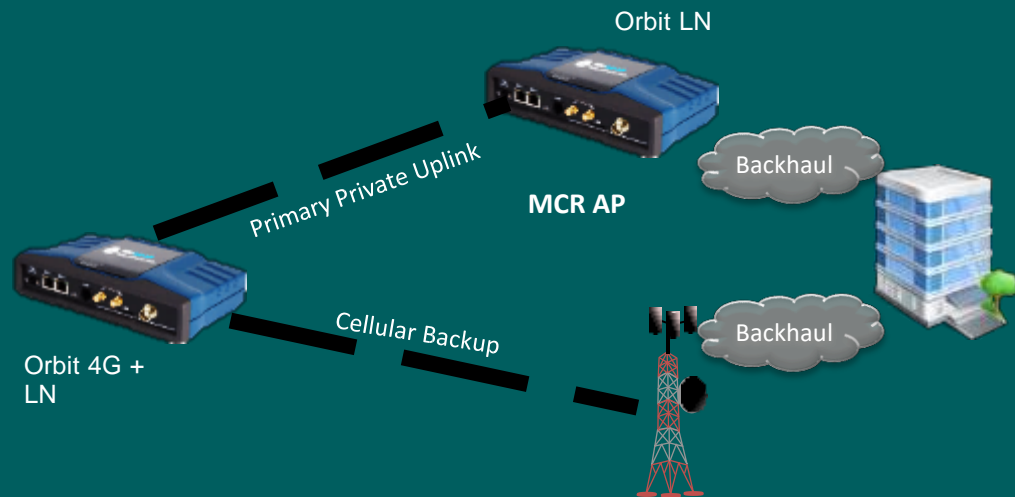 Orbit LN
Backhaul
Primary Private Uplink
MCR AP
Cellular Backup
Backhaul
Orbit 4G +
LN